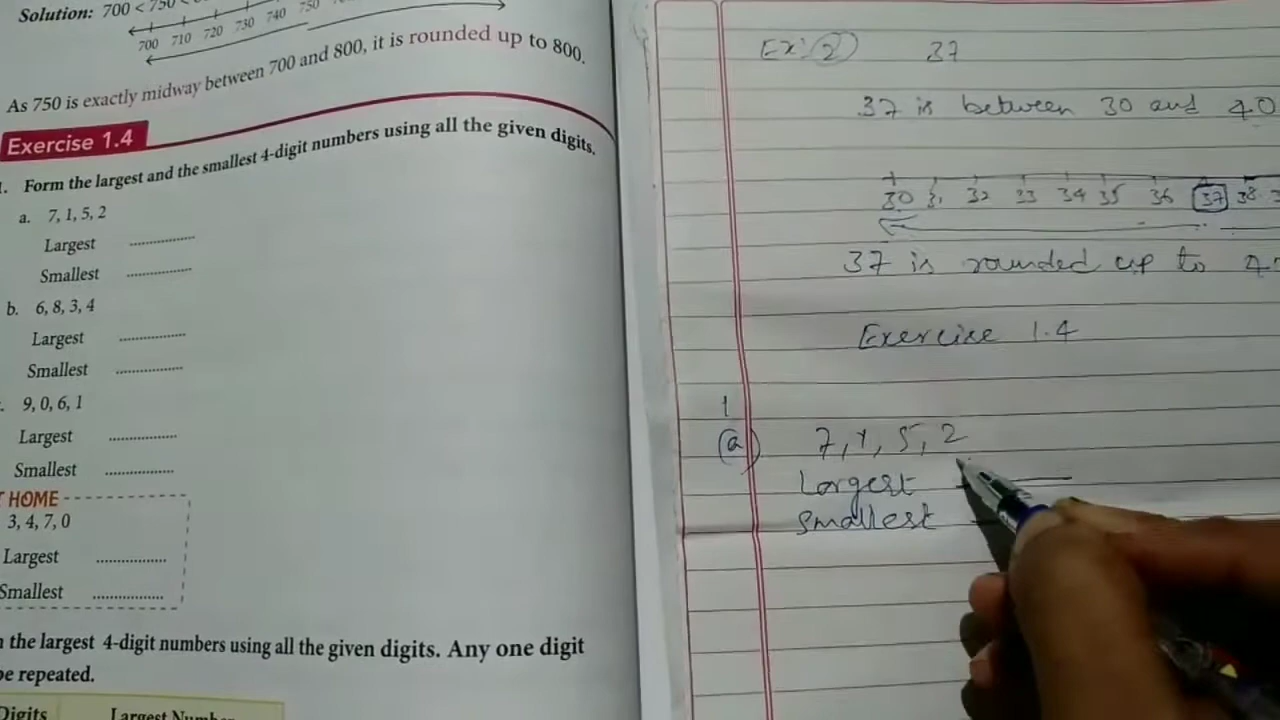 Solution: 700 < 750 <
700 710 720 730 740 750
As 750 is exactly midway between 700 and 800, it is rounded up to 800.
Exercise 1.4
1. Form the largest and the smallest 4-digit numbers using all the given digits.
a. 7, 1, 5, 2
Largest ..............
Smallest ..............
b. 6, 8, 3, 4
Largest ..............
Smallest ..............
. 9, 0, 6, 1
Largest ..............
Smallest ..............
HOME
3, 4, 7, 0
Largest ..............
Smallest ..............
the largest 4-digit numbers using all the given digits. Any one digit
be repeated.
Digits Largest Number
Ex: 2 37
37 is between 30 and 40
30 31 32 33 34 35 36 37 38
37 is rounded up to
Exercise 1.4
1
(a) 7, 1, 5, 2
Largest
Smallest